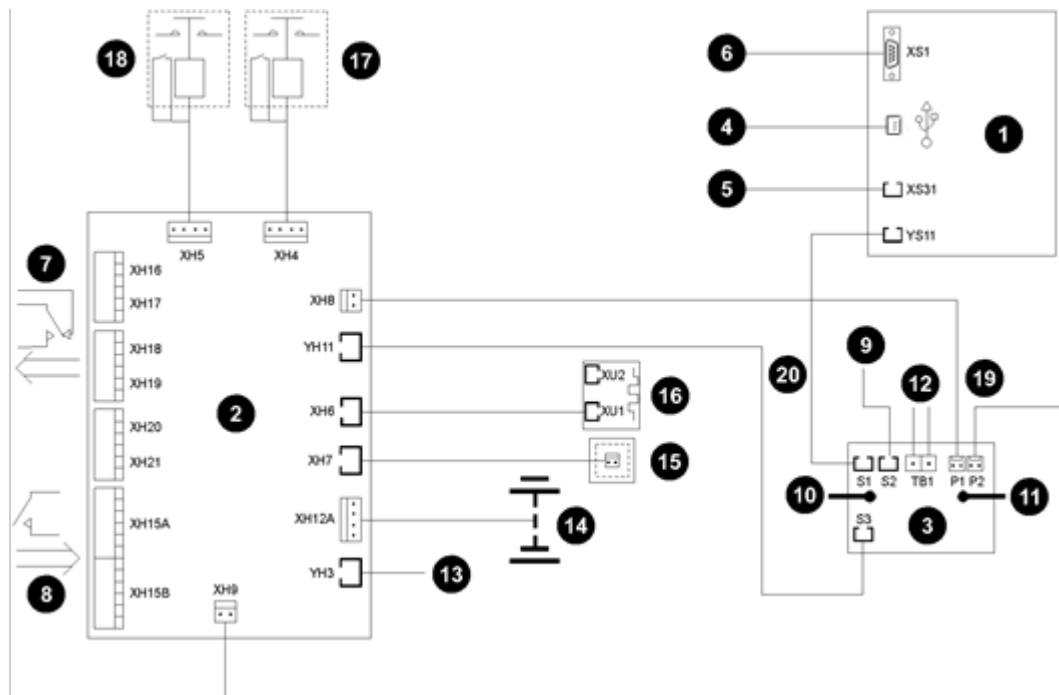 18
17
6
XS1
4
1
5
XS31
YS11
XH5
XH4
7
XH16
XH17
XH8
YH11
XH18
XH19
2
20
9
12
19
XU2
XU1
16
XH6
XH20
XH21
XH7
15
S1
S2
TB1
P1
P2
10
11
3
S3
XH15A
XH12A
14
8
XH15B
XH9
YH3
13